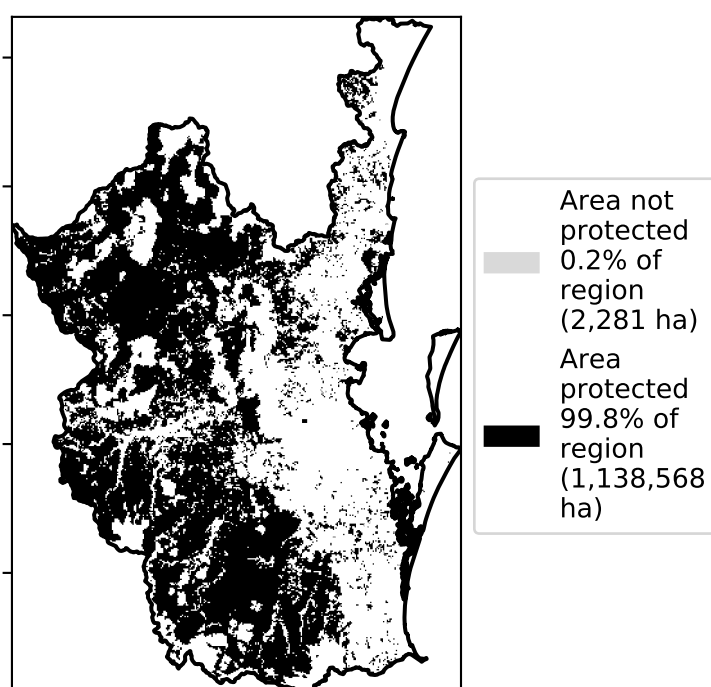 Area not
protected
0.2% of
region
(2,281 ha)
Area
protected
99.8% of
region
(1,138,568
ha)